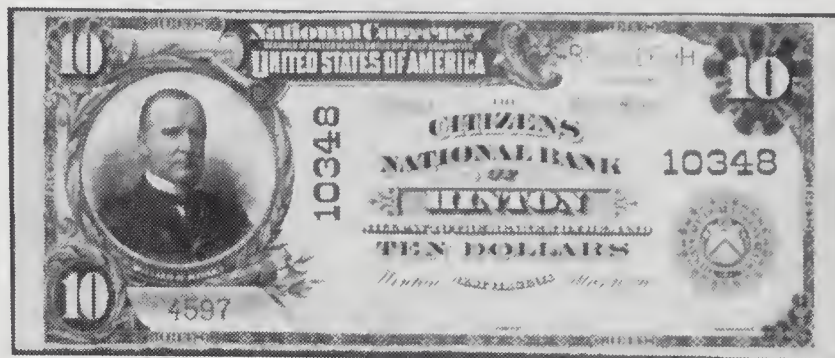 10
National Currency
UNITED STATES OF AMERICA
H
10
THE
CITIZENS
NATIONAL BANK
OF
HINTON
10348
10348
TEN DOLLARS
Hinton
10
4597